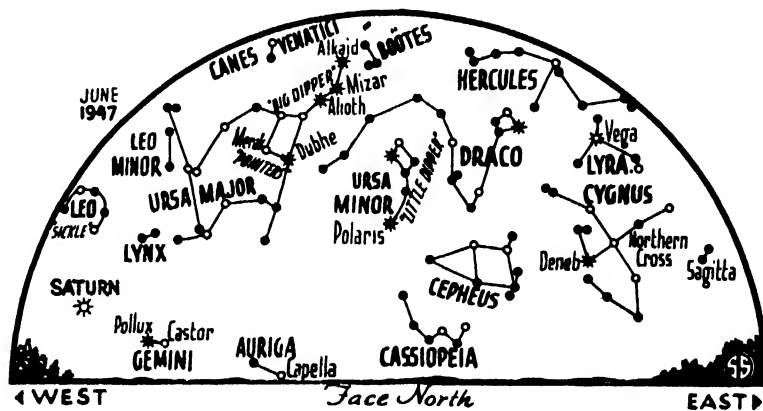 CANES VENATICI
Alkaid
BOÖTES
HERCULES
JUNE
1947
"BIG DIPPER"
Mizar
Alioth
LEO
MINOR
Merak
Dubhe
"POINTERS"
URSA MAJOR
DRACO
Vega
LYRA
URSA
MINOR
"LITTLE DIPPER"
Polaris
CYGNUS
LEO
"SICKLE"
LYNX
Northern
Cross
Deneb
Sagitta
CEPHEUS
SATURN
Pollux
Castor
GEMINI
AURIGA
Capella
CASSIOPEIA
WEST
Face North
EAST